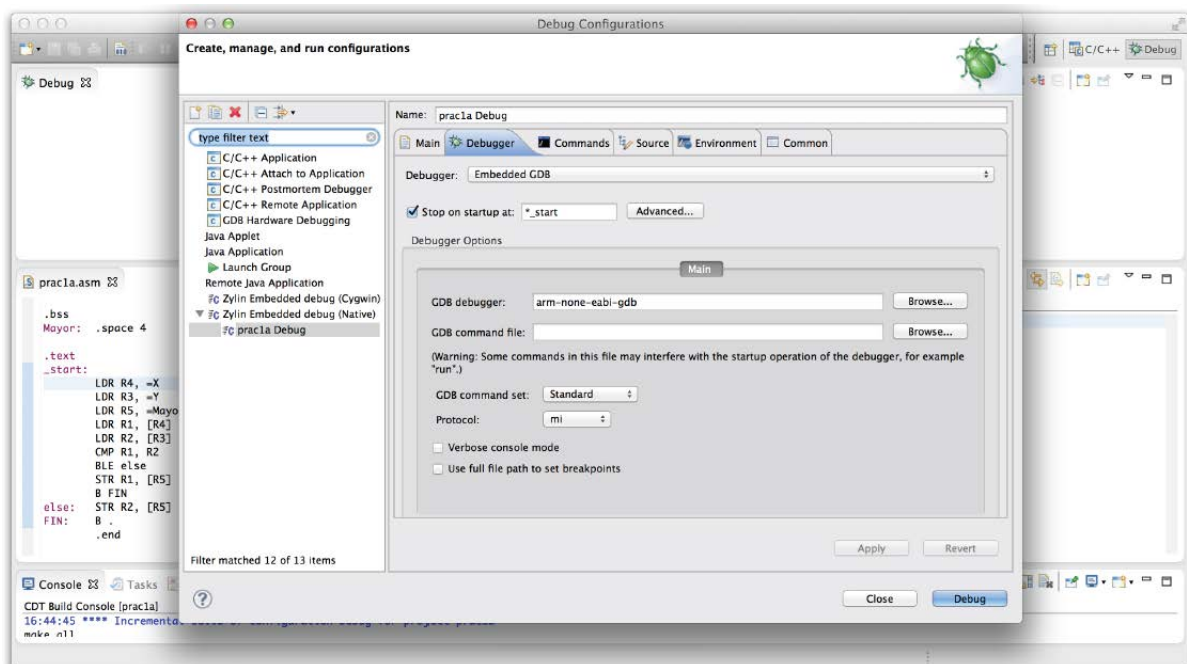 Debug Configurations
C/C++ Debug
Create, manage, and run configurations
Debug
type filter text
C/C++ Application
C/C++ Attach to Application
C/C++ Postmortem Debugger
C/C++ Remote Application
GDB Hardware Debugging
Java Applet
Java Application
Launch Group
Remote Java Application
Zylin Embedded debug (Cygwin)
Zylin Embedded debug (Native)
prac1a Debug
Filter matched 12 of 13 items
Name: prac1a Debug
Main Debugger Commands Source Environment Common
Debugger: Embedded GDB
Stop on startup at: *_start Advanced...
Debugger Options
Main
GDB debugger: arm-none-eabi-gdb Browse...
GDB command file: Browse...
(Warning: Some commands in this file may interfere with the startup operation of the debugger, for example
"run".)
GDB command set: Standard
Protocol: mi
Verbose console mode
Use full file path to set breakpoints
Apply Revert
Close Debug
prac1a.asm
.bss
Mayor: .space 4
.text
_start:
LDR R4, =X
LDR R3, =Y
LDR R5, =Mayo
LDR R1, [R4]
LDR R2, [R3]
CMP R1, R2
BLE else
STR R1, [R5]
B FIN
else: STR R2, [R5]
FIN: B .
.end
Console Tasks
CDT Build Console [prac1a]
16:44:45 **** Incremental
make all